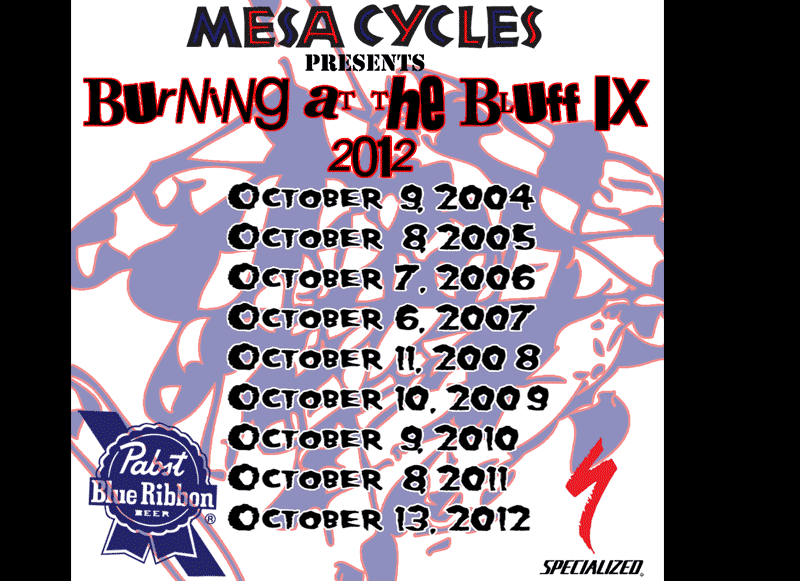 MESA CYCLES
PRESENTS
BurNiNg aT The BLuff IX
2012
October 9, 2004
October 8, 2005
October 7, 2006
October 6, 2007
October 11, 2008
October 10, 2009
October 9, 2010
October 8, 2011
October 13, 2012
Pabst
Blue Ribbon
BEER
®
SPECIALIZED®